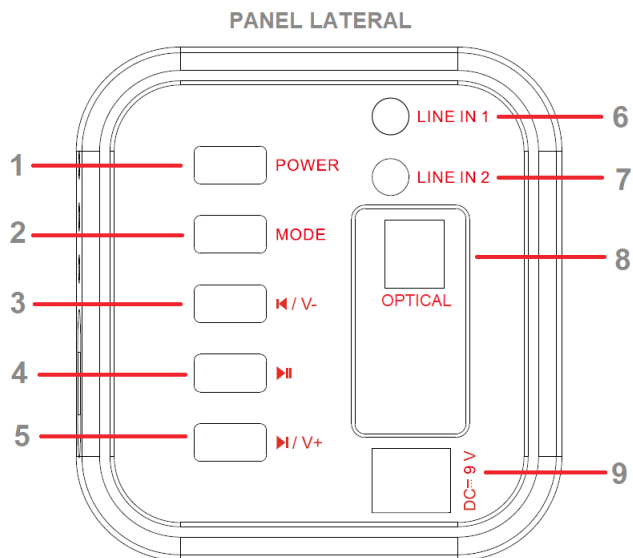 PANEL LATERAL
LINE IN 1
6
1
POWER
LINE IN 2
7
2
MODE
8
3
⏮/ V-
OPTICAL
4
⏯
5
⏭/ V+
DC⎓ 9 V
9